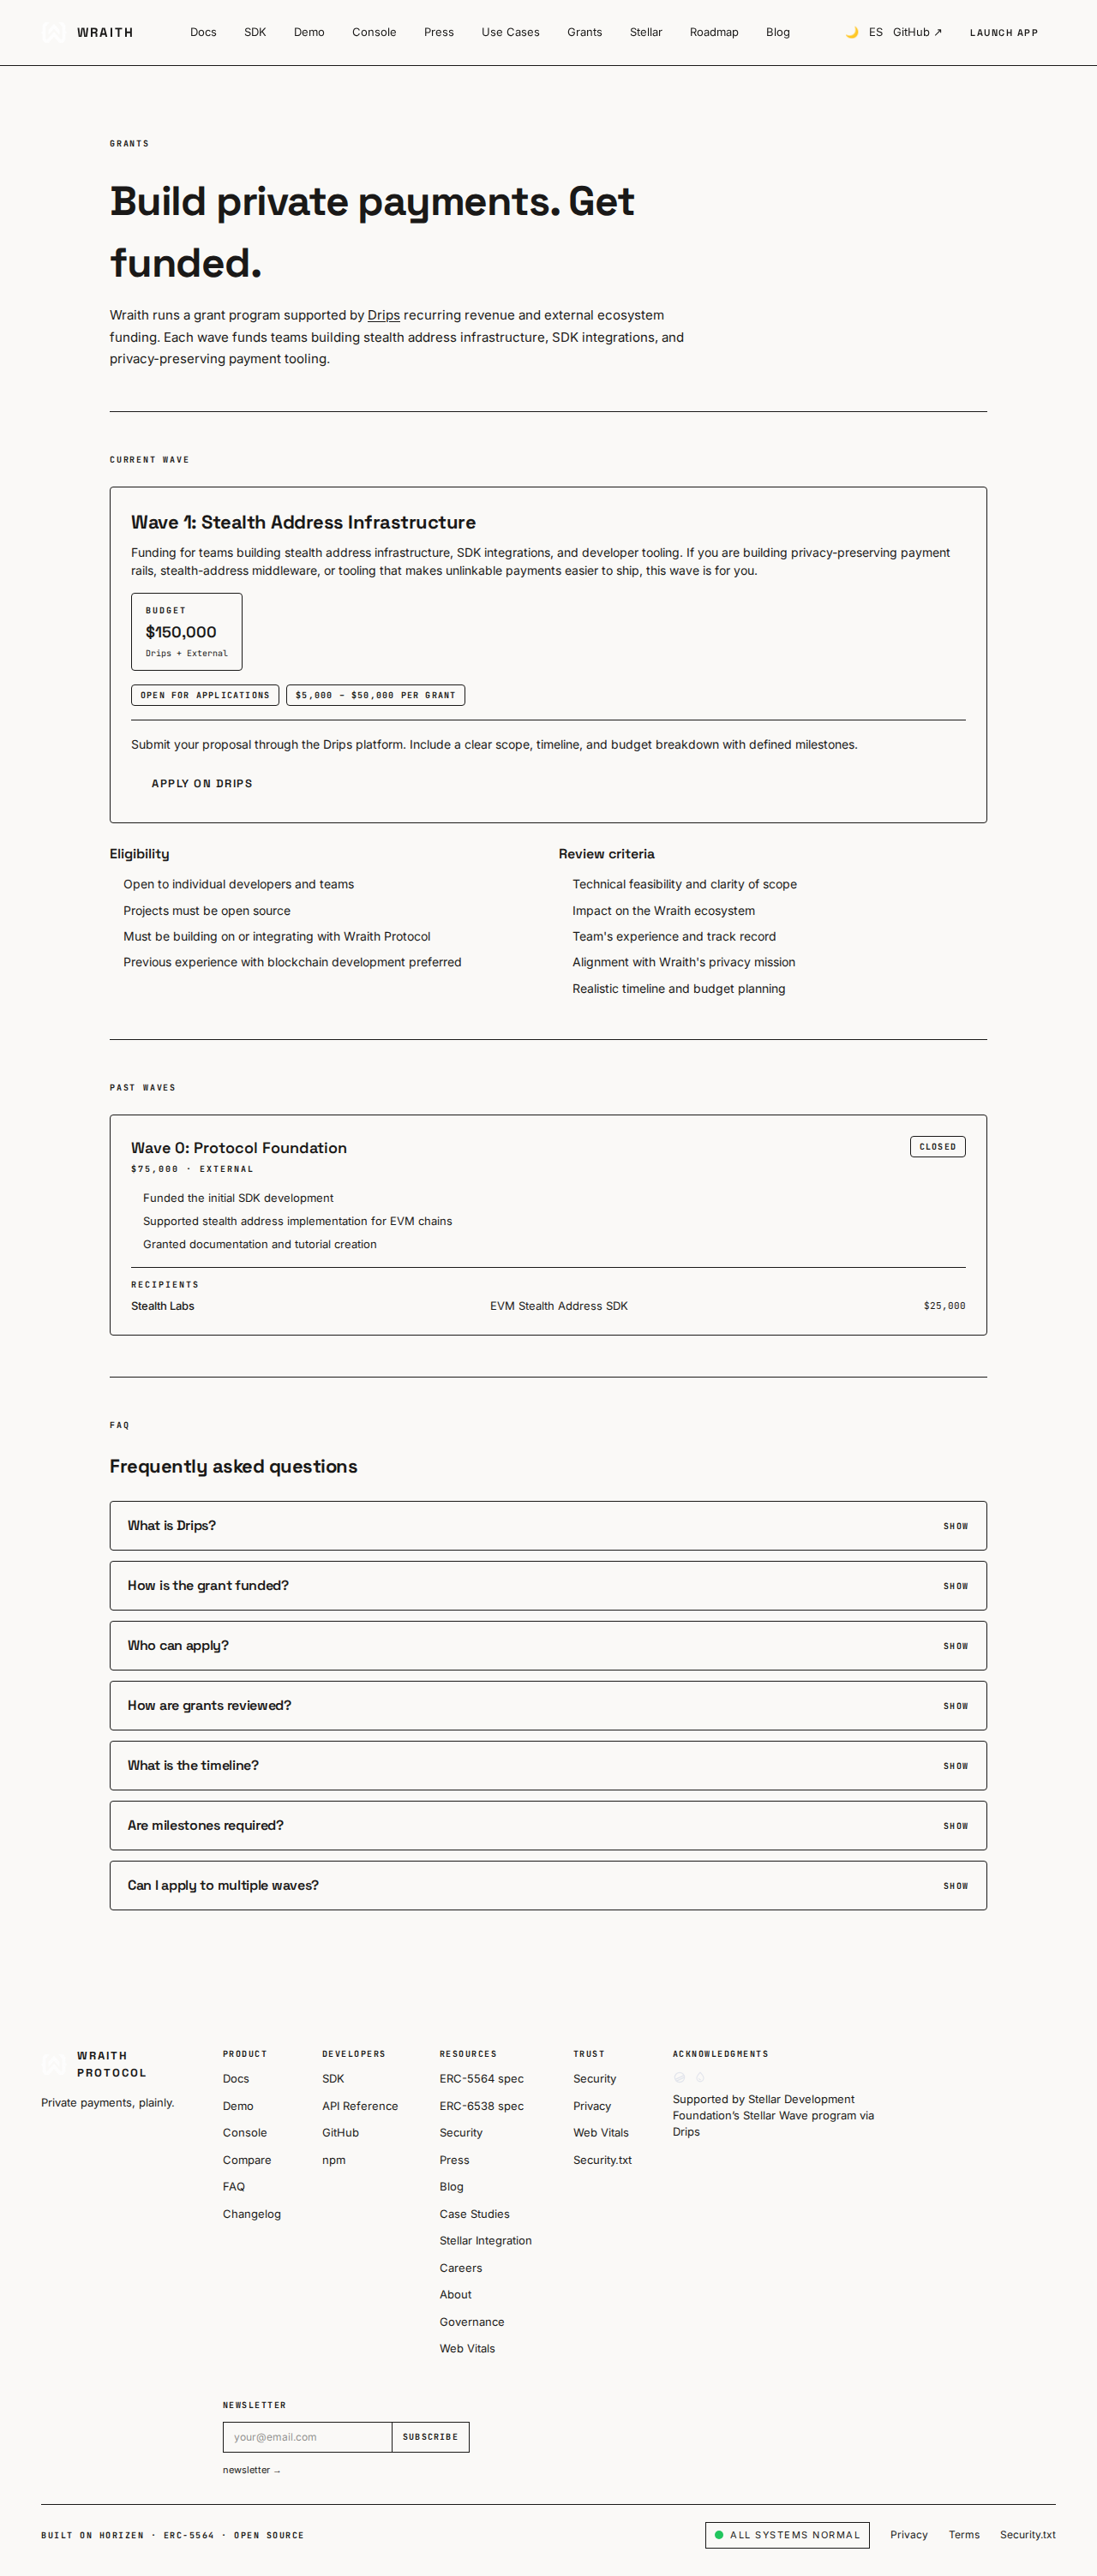 WRAITH
Docs SDK Demo Console Press Use Cases Grants Stellar Roadmap Blog
ES GitHub ↗ LAUNCH APP
GRANTS
Build private payments. Get
funded.
Wraith runs a grant program supported by Drips recurring revenue and external ecosystem
funding. Each wave funds teams building stealth address infrastructure, SDK integrations, and
privacy-preserving payment tooling.
CURRENT WAVE
Wave 1: Stealth Address Infrastructure
Funding for teams building stealth address infrastructure, SDK integrations, and developer tooling. If you are building privacy-preserving payment
rails, stealth-address middleware, or tooling that makes unlinkable payments easier to ship, this wave is for you.
BUDGET
$150,000
Drips + External
OPEN FOR APPLICATIONS
$5,000 – $50,000 PER GRANT
Submit your proposal through the Drips platform. Include a clear scope, timeline, and budget breakdown with defined milestones.
APPLY ON DRIPS
Eligibility
Open to individual developers and teams
Projects must be open source
Must be building on or integrating with Wraith Protocol
Previous experience with blockchain development preferred
Review criteria
Technical feasibility and clarity of scope
Impact on the Wraith ecosystem
Team's experience and track record
Alignment with Wraith's privacy mission
Realistic timeline and budget planning
PAST WAVES
Wave 0: Protocol Foundation
CLOSED
$75,000 · EXTERNAL
Funded the initial SDK development
Supported stealth address implementation for EVM chains
Granted documentation and tutorial creation
RECIPIENTS
Stealth Labs EVM Stealth Address SDK $25,000
FAQ
Frequently asked questions
What is Drips? SHOW
How is the grant funded? SHOW
Who can apply? SHOW
How are grants reviewed? SHOW
What is the timeline? SHOW
Are milestones required? SHOW
Can I apply to multiple waves? SHOW
WRAITH
PROTOCOL
Private payments, plainly.
PRODUCT
Docs
Demo
Console
Compare
FAQ
Changelog
DEVELOPERS
SDK
API Reference
GitHub
npm
RESOURCES
ERC-5564 spec
ERC-6538 spec
Security
Press
Blog
Case Studies
Stellar Integration
Careers
About
Governance
Web Vitals
TRUST
Security
Privacy
Web Vitals
Security.txt
ACKNOWLEDGMENTS
Supported by Stellar Development
Foundation's Stellar Wave program via
Drips
NEWSLETTER
your@email.com SUBSCRIBE
newsletter →
BUILT ON HORIZEN · ERC-5564 · OPEN SOURCE
ALL SYSTEMS NORMAL Privacy Terms Security.txt